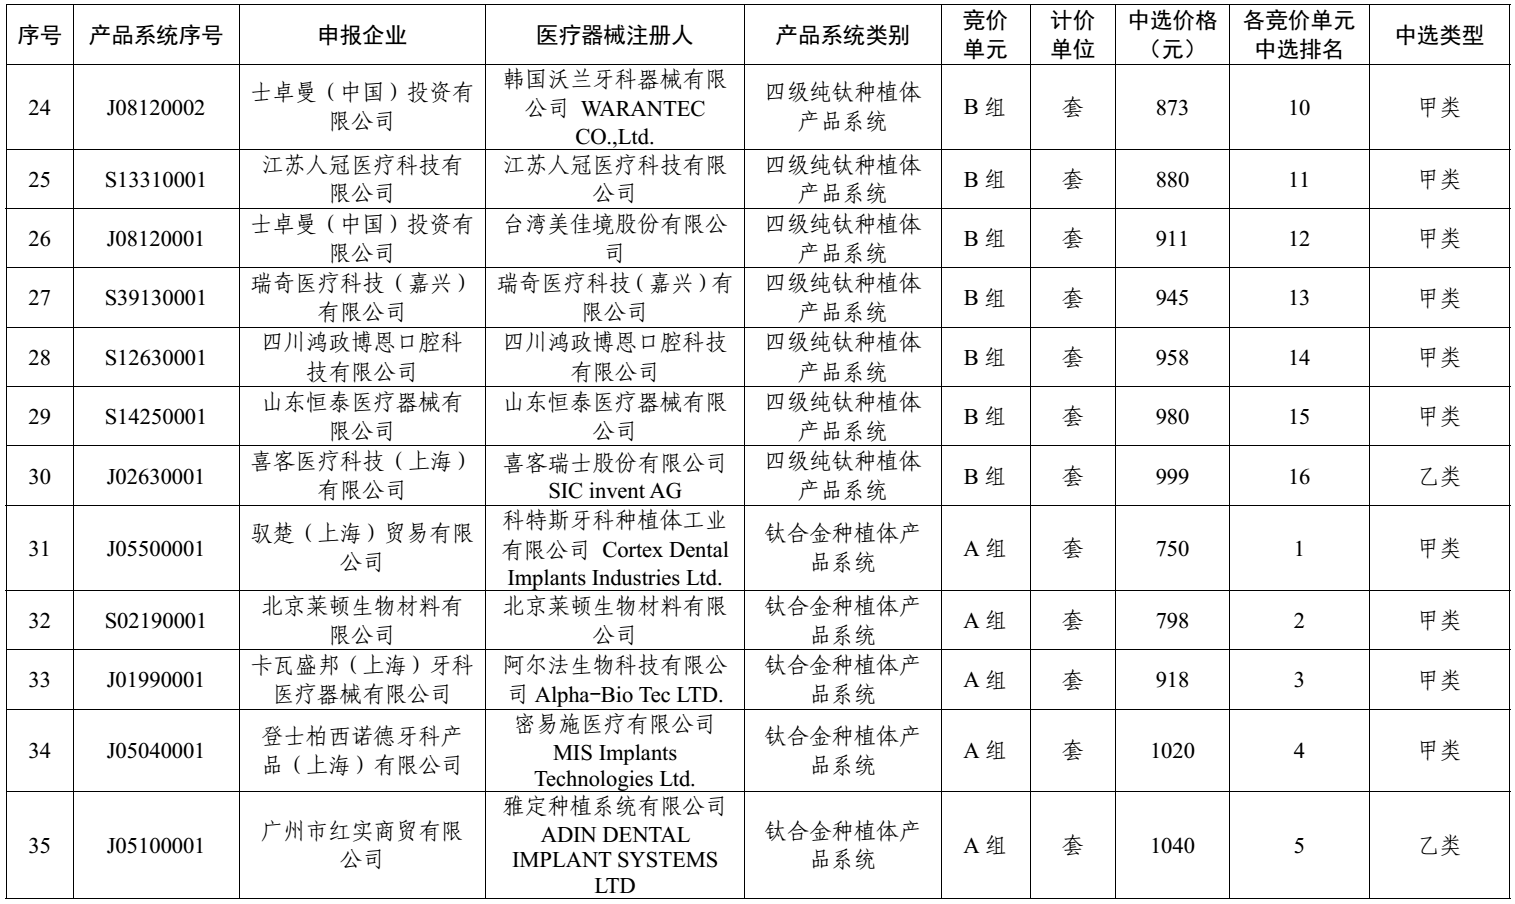 序号 产品系统序号 申报企业 医疗器械注册人 产品系统类别 竞价单元 计价单位 中选价格（元） 各竞价单元中选排名 中选类型
24 J08120002 士卓曼（中国）投资有限公司 韩国沃兰牙科器械有限公司 WARANTEC CO.,Ltd. 四级纯钛种植体产品系统 B 组 套 873 10 甲类
25 S13310001 江苏人冠医疗科技有限公司 江苏人冠医疗科技有限公司 四级纯钛种植体产品系统 B 组 套 880 11 甲类
26 J08120001 士卓曼（中国）投资有限公司 台湾美佳境股份有限公司 四级纯钛种植体产品系统 B 组 套 911 12 甲类
27 S39130001 瑞奇医疗科技（嘉兴）有限公司 瑞奇医疗科技（嘉兴）有限公司 四级纯钛种植体产品系统 B 组 套 945 13 甲类
28 S12630001 四川鸿政博恩口腔科技有限公司 四川鸿政博恩口腔科技有限公司 四级纯钛种植体产品系统 B 组 套 958 14 甲类
29 S14250001 山东恒泰医疗器械有限公司 山东恒泰医疗器械有限公司 四级纯钛种植体产品系统 B 组 套 980 15 甲类
30 J02630001 喜客医疗科技（上海）有限公司 喜客瑞士股份有限公司 SIC invent AG 四级纯钛种植体产品系统 B 组 套 999 16 乙类
31 J05500001 驭楚（上海）贸易有限公司 科特斯牙科种植体工业有限公司 Cortex Dental Implants Industries Ltd. 钛合金种植体产品系统 A 组 套 750 1 甲类
32 S02190001 北京莱顿生物材料有限公司 北京莱顿生物材料有限公司 钛合金种植体产品系统 A 组 套 798 2 甲类
33 J01990001 卡瓦盛邦（上海）牙科医疗器械有限公司 阿尔法生物科技有限公司 Alpha-Bio Tec LTD. 钛合金种植体产品系统 A 组 套 918 3 甲类
34 J05040001 登士柏西诺德牙科产品（上海）有限公司 密易施医疗有限公司 MIS Implants Technologies Ltd. 钛合金种植体产品系统 A 组 套 1020 4 甲类
35 J05100001 广州市红实商贸有限公司 雅定种植系统有限公司 ADIN DENTAL IMPLANT SYSTEMS LTD 钛合金种植体产品系统 A 组 套 1040 5 乙类